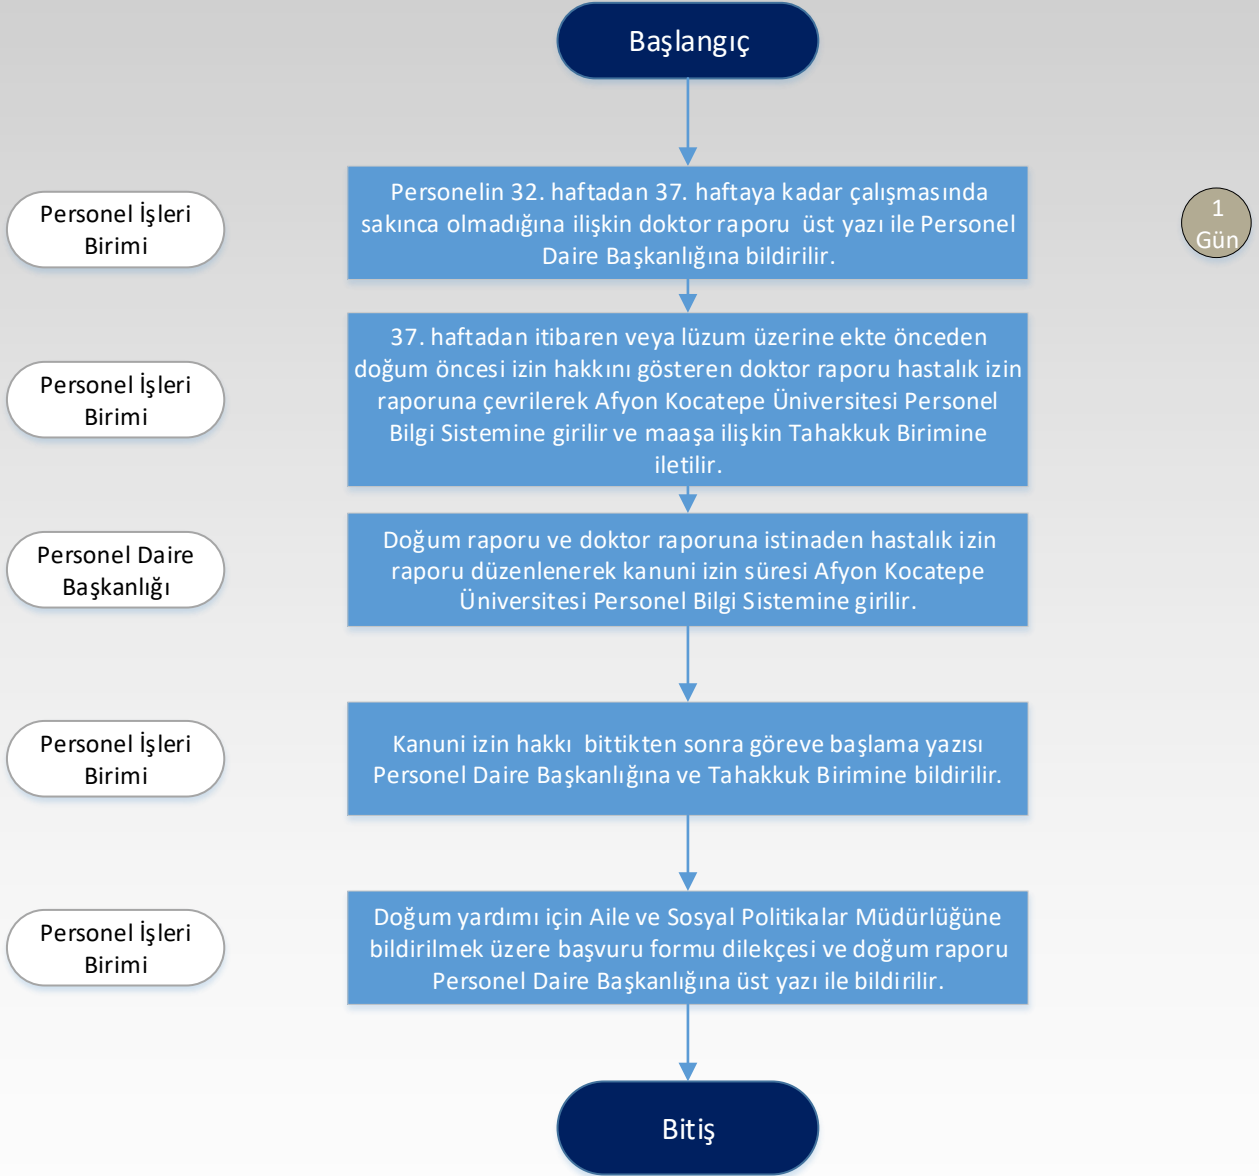 Başlangıç
Personel İşleri
Birimi
Personelin 32. haftadan 37. haftaya kadar çalışmasında
sakınca olmadığına ilişkin doktor raporu üst yazı ile Personel
Daire Başkanlığına bildirilir.
1
Gün
Personel İşleri
Birimi
37. haftadan itibaren veya lüzum üzerine ekte önceden
doğum öncesi izin hakkını gösteren doktor raporu hastalık izin
raporuna çevrilerek Afyon Kocatepe Üniversitesi Personel
Bilgi Sistemine girilir ve maaşa ilişkin Tahakkuk Birimine
iletilir.
Personel Daire
Başkanlığı
Doğum raporu ve doktor raporuna istinaden hastalık izin
raporu düzenlenerek kanuni izin süresi Afyon Kocatepe
Üniversitesi Personel Bilgi Sistemine girilir.
Personel İşleri
Birimi
Kanuni izin hakkı bittikten sonra göreve başlama yazısı
Personel Daire Başkanlığına ve Tahakkuk Birimine bildirilir.
Personel İşleri
Birimi
Doğum yardımı için Aile ve Sosyal Politikalar Müdürlüğüne
bildirilmek üzere başvuru formu dilekçesi ve doğum raporu
Personel Daire Başkanlığına üst yazı ile bildirilir.
Bitiş